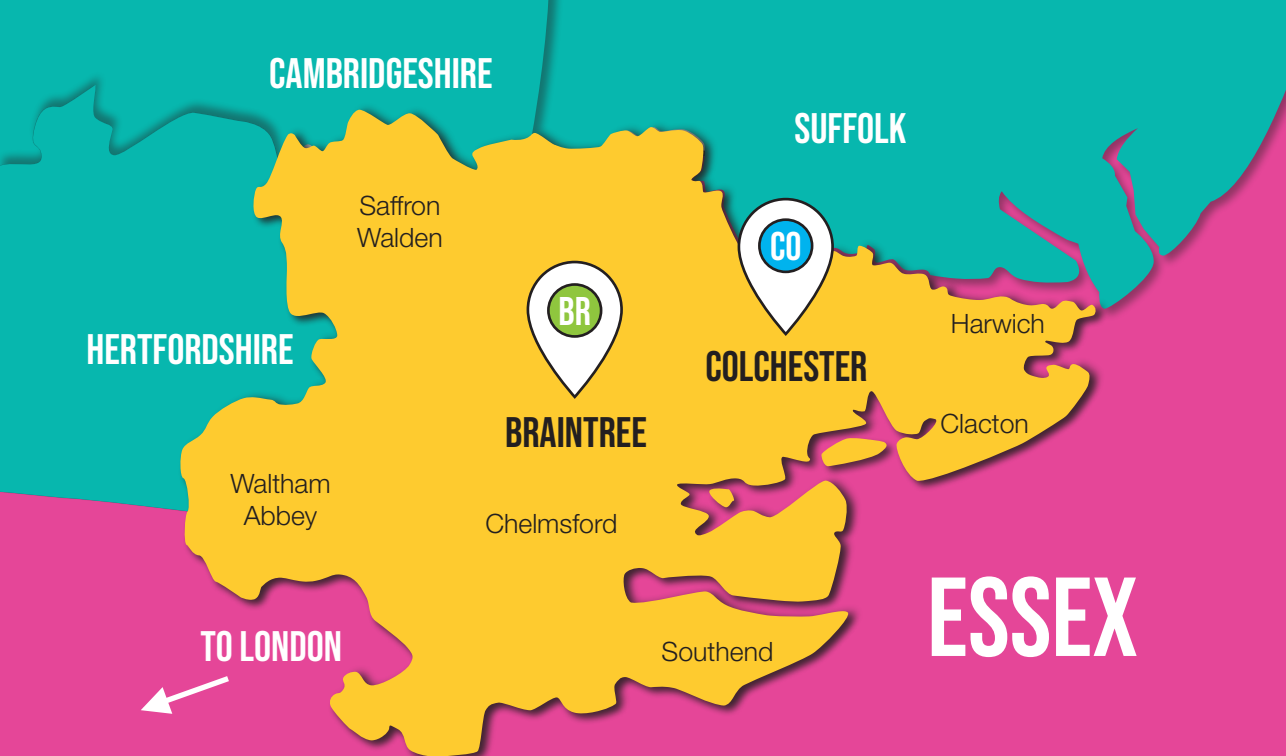 CAMBRIDGESHIRE
SUFFOLK
Saffron
Walden
CO
BR
Harwich
HERTFORDSHIRE
COLCHESTER
Clacton
BRAINTREE
Waltham
Abbey
Chelmsford
ESSEX
TO LONDON
Southend